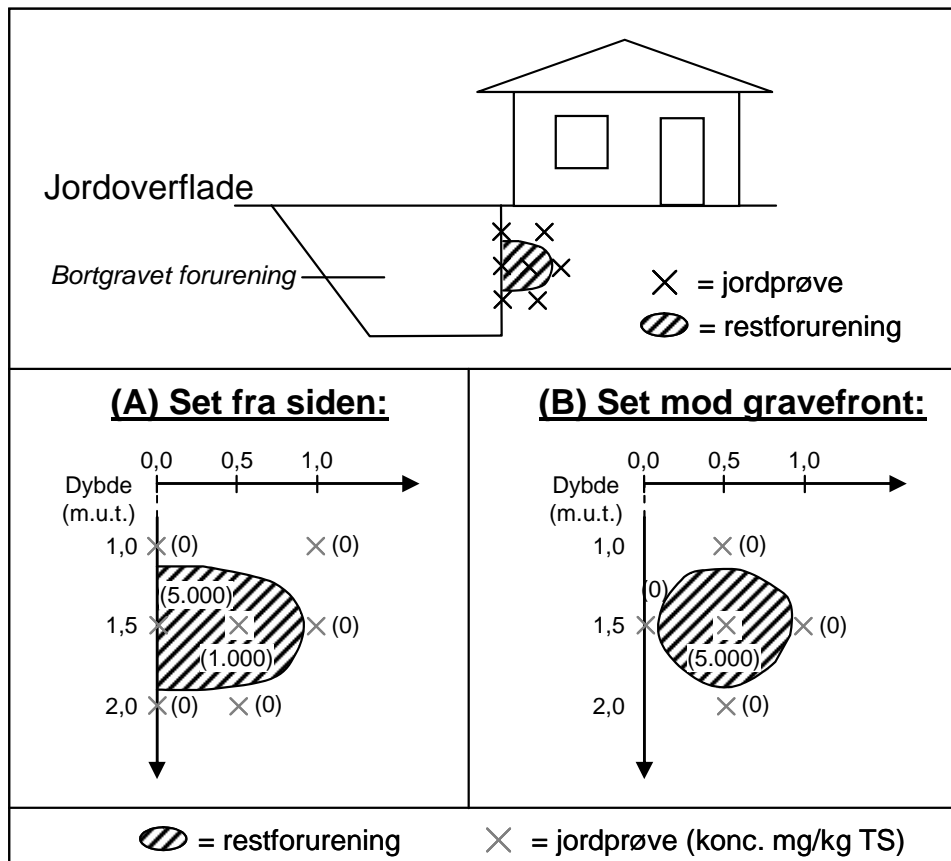 Jordoverflade
Bortgravet forurening
= jordprøve
= restforurening
(A) Set fra siden:
0,0 0,5 1,0
Dybde
(m.u.t.)
1,0 (0) (0)
(5.000)
1,5 (0)
(1.000)
2,0 (0) (0)
(B) Set mod gravefront:
0,0 0,5 1,0
Dybde
(m.u.t.)
1,0 (0)
(0)
1,5 (0)
(5.000)
2,0 (0)
= restforurening = jordprøve (konc. mg/kg TS)